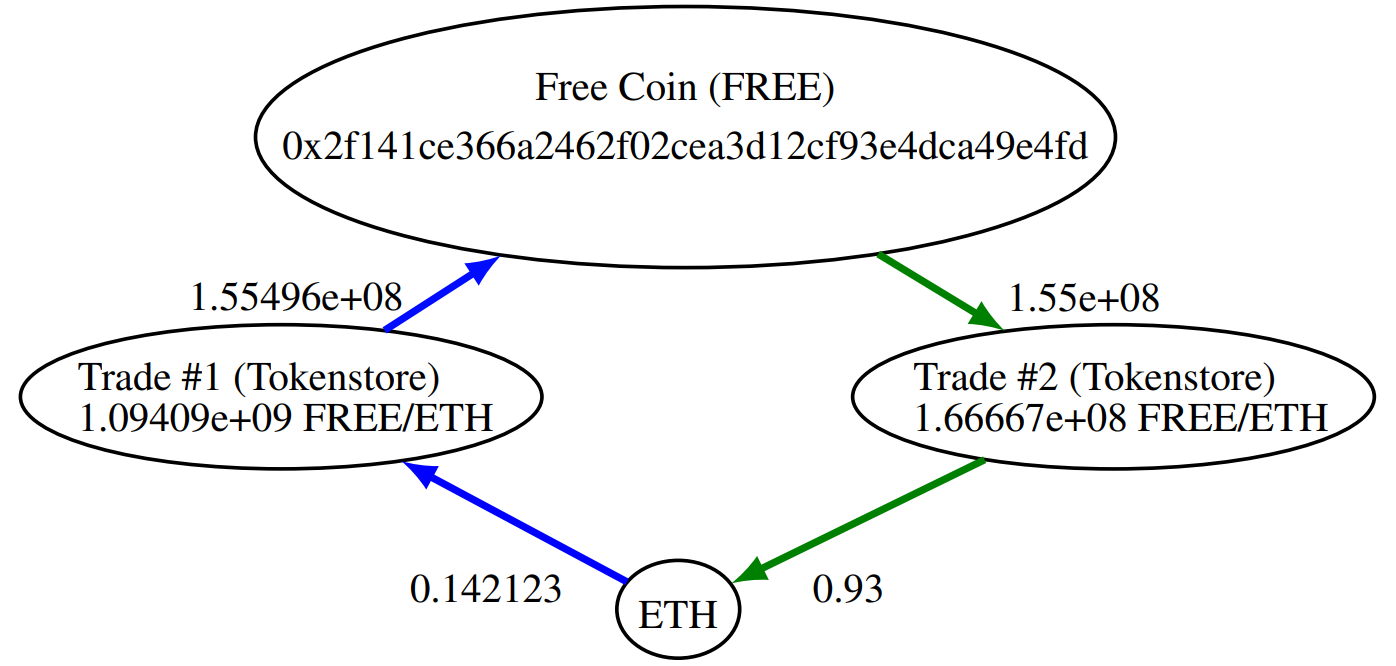 Free Coin (FREE)
0x2f141ce366a2462f02cea3d12cf93e4dca49e4fd
1.55496e+08
1.55e+08
Trade #1 (Tokenstore)
1.09409e+09 FREE/ETH
Trade #2 (Tokenstore)
1.66667e+08 FREE/ETH
0.142123
ETH
0.93